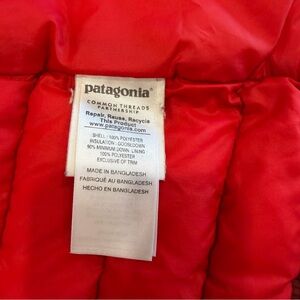 patagonia®
COMMON THREADS
PARTNERSHIP
Repair, Reuse, Recycle
This Product
www.patagonia.com
SHELL : 100% POLYESTER
INSULATION : GOOSE DOWN
90% MINIMUM DOWN. LINING
100% POLYESTER
EXCLUSIVE OF TRIM
MADE IN BANGLADESH
FABRIQUÉ AU BANGLADESH
HECHO EN BANGLADESH